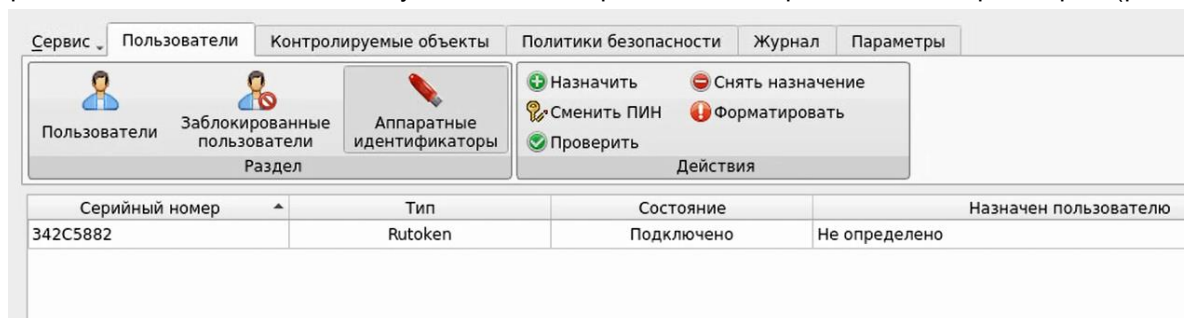 Сервис Пользователи Контролируемые объекты Политики безопасности Журнал Параметры
Пользователи
Заблокированные
пользователи
Аппаратные
идентификаторы
Раздел
Назначить Снять назначение
Сменить ПИН Форматировать
Проверить
Действия
Серийный номер Тип Состояние Назначен пользователю
342C5882 Rutoken Подключено Не определено